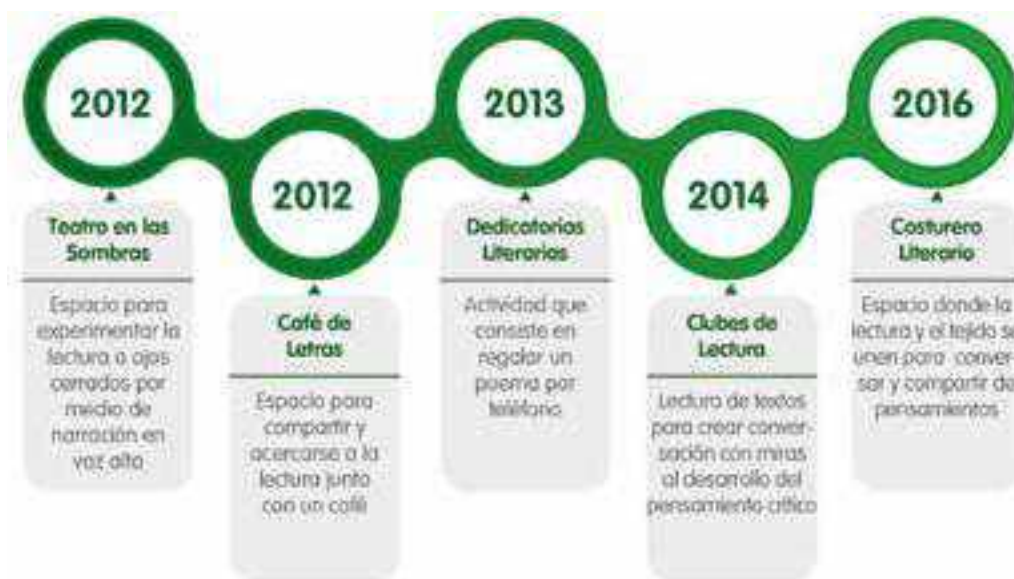 2012
Teatro en las
Sombras
Espacio para
experimentar la
lectura a ojos
cerrados por
medio de
narración en
voz alta
2012
Café de
Letras
Espacio para
compartir y
acercarse a la
lectura junto
con un café
2013
Dedicatorias
Literarias
Actividad que
consiste en
regalar un
poema por
teléfono
2014
Clubes de
Lectura
Lectura de textos
para crear conver-
sación con miras
al desarrollo del
pensamiento crítico
2016
Costurero
Literario
Espacio donde la
lectura y el tejido se
unen para conver-
sar y compartir de
pensamientos